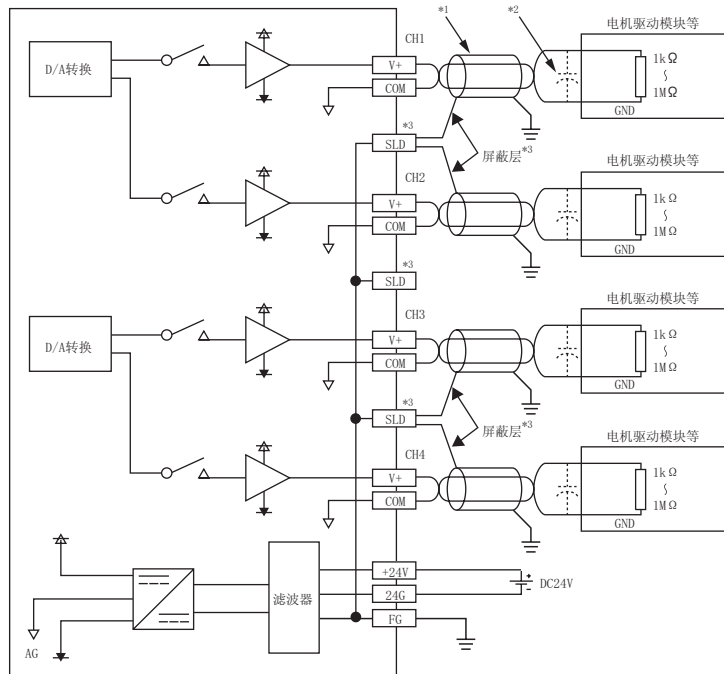 *1
*2
电机驱动模块等
CH1
D/A转换
V+
1kΩ
～
1MΩ
COM
GND
*3
SLD
屏蔽层*3
电机驱动模块等
CH2
V+
1kΩ
～
1MΩ
COM
GND
*3
SLD
电机驱动模块等
CH3
D/A转换
V+
1kΩ
～
1MΩ
COM
GND
*3
SLD
屏蔽层*3
电机驱动模块等
CH4
V+
1kΩ
～
1MΩ
COM
GND
+24V
DC24V
滤波器
24G
FG
AG